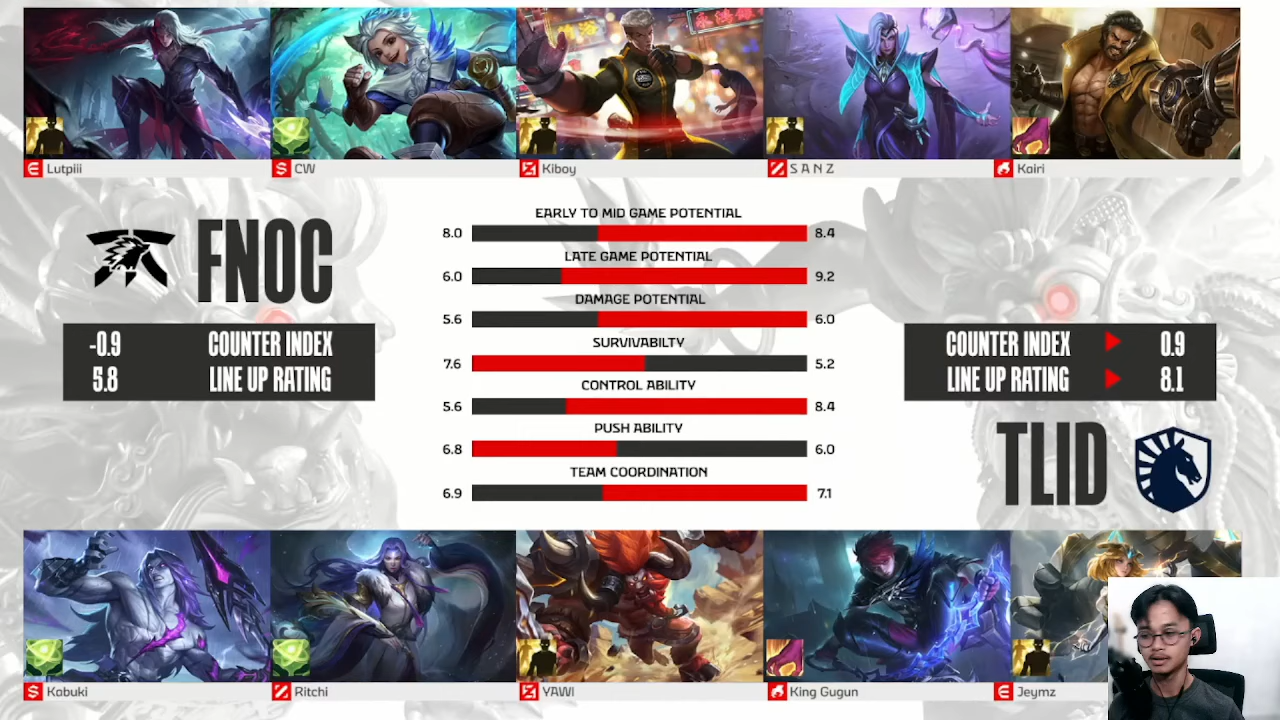 Lutpiii
CW
Kiboy
S A N Z
Kairi
EARLY TO MID GAME POTENTIAL
8.0 8.4
LATE GAME POTENTIAL
6.0 9.2
DAMAGE POTENTIAL
5.6 6.0
SURVIVABILTY
7.6 5.2
CONTROL ABILITY
5.6 8.4
PUSH ABILITY
6.8 6.0
TEAM COORDINATION
6.9 7.1
FNOC
-0.9 COUNTER INDEX
5.8 LINE UP RATING
COUNTER INDEX 0.9
LINE UP RATING 8.1
TLID
Kabuki
Ritchi
YAWI
King Gugun
Jeymz